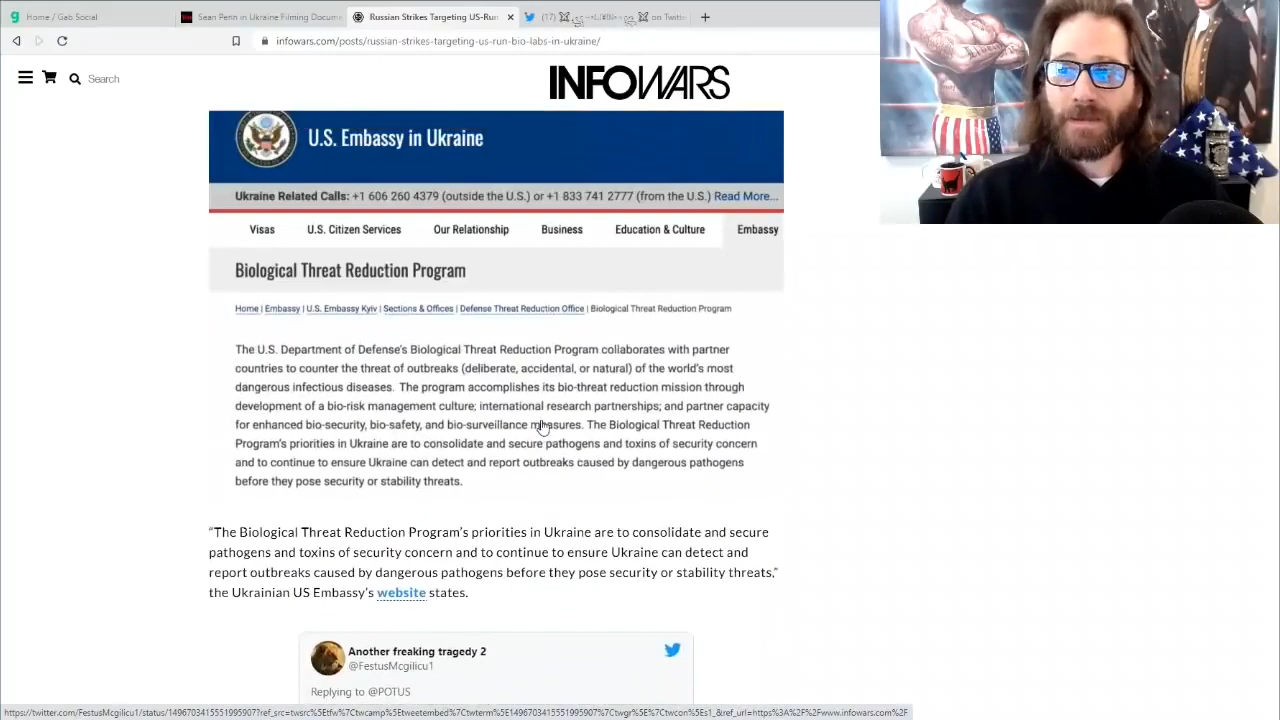 Home / Gab Social
Sean Penn in Ukraine Filming Docume
Russian Strikes Targeting US-Run
on Twitte
infowars.com/posts/russian-strikes-targeting-us-run-bio-labs-in-ukraine/
Search
INFOWARS
U.S. Embassy in Ukraine
Ukraine Related Calls: +1 606 260 4379 (outside the U.S.) or +1 833 741 2777 (from the U.S.) Read More...
Visas U.S. Citizen Services Our Relationship Business Education & Culture Embassy
Biological Threat Reduction Program
Home | Embassy | U.S. Embassy Kyiv | Sections & Offices | Defense Threat Reduction Office | Biological Threat Reduction Program
The U.S. Department of Defense's Biological Threat Reduction Program collaborates with partner
countries to counter the threat of outbreaks (deliberate, accidental, or natural) of the world's most
dangerous infectious diseases. The program accomplishes its bio-threat reduction mission through
development of a bio-risk management culture; international research partnerships; and partner capacity
for enhanced bio-security, bio-safety, and bio-surveillance measures. The Biological Threat Reduction
Program's priorities in Ukraine are to consolidate and secure pathogens and toxins of security concern
and to continue to ensure Ukraine can detect and report outbreaks caused by dangerous pathogens
before they pose security or stability threats.
“The Biological Threat Reduction Program's priorities in Ukraine are to consolidate and secure
pathogens and toxins of security concern and to continue to ensure Ukraine can detect and
report outbreaks caused by dangerous pathogens before they pose security or stability threats,”
the Ukrainian US Embassy's website states.
Another freaking tragedy 2
@FestusMcgilicu1
Replying to @POTUS